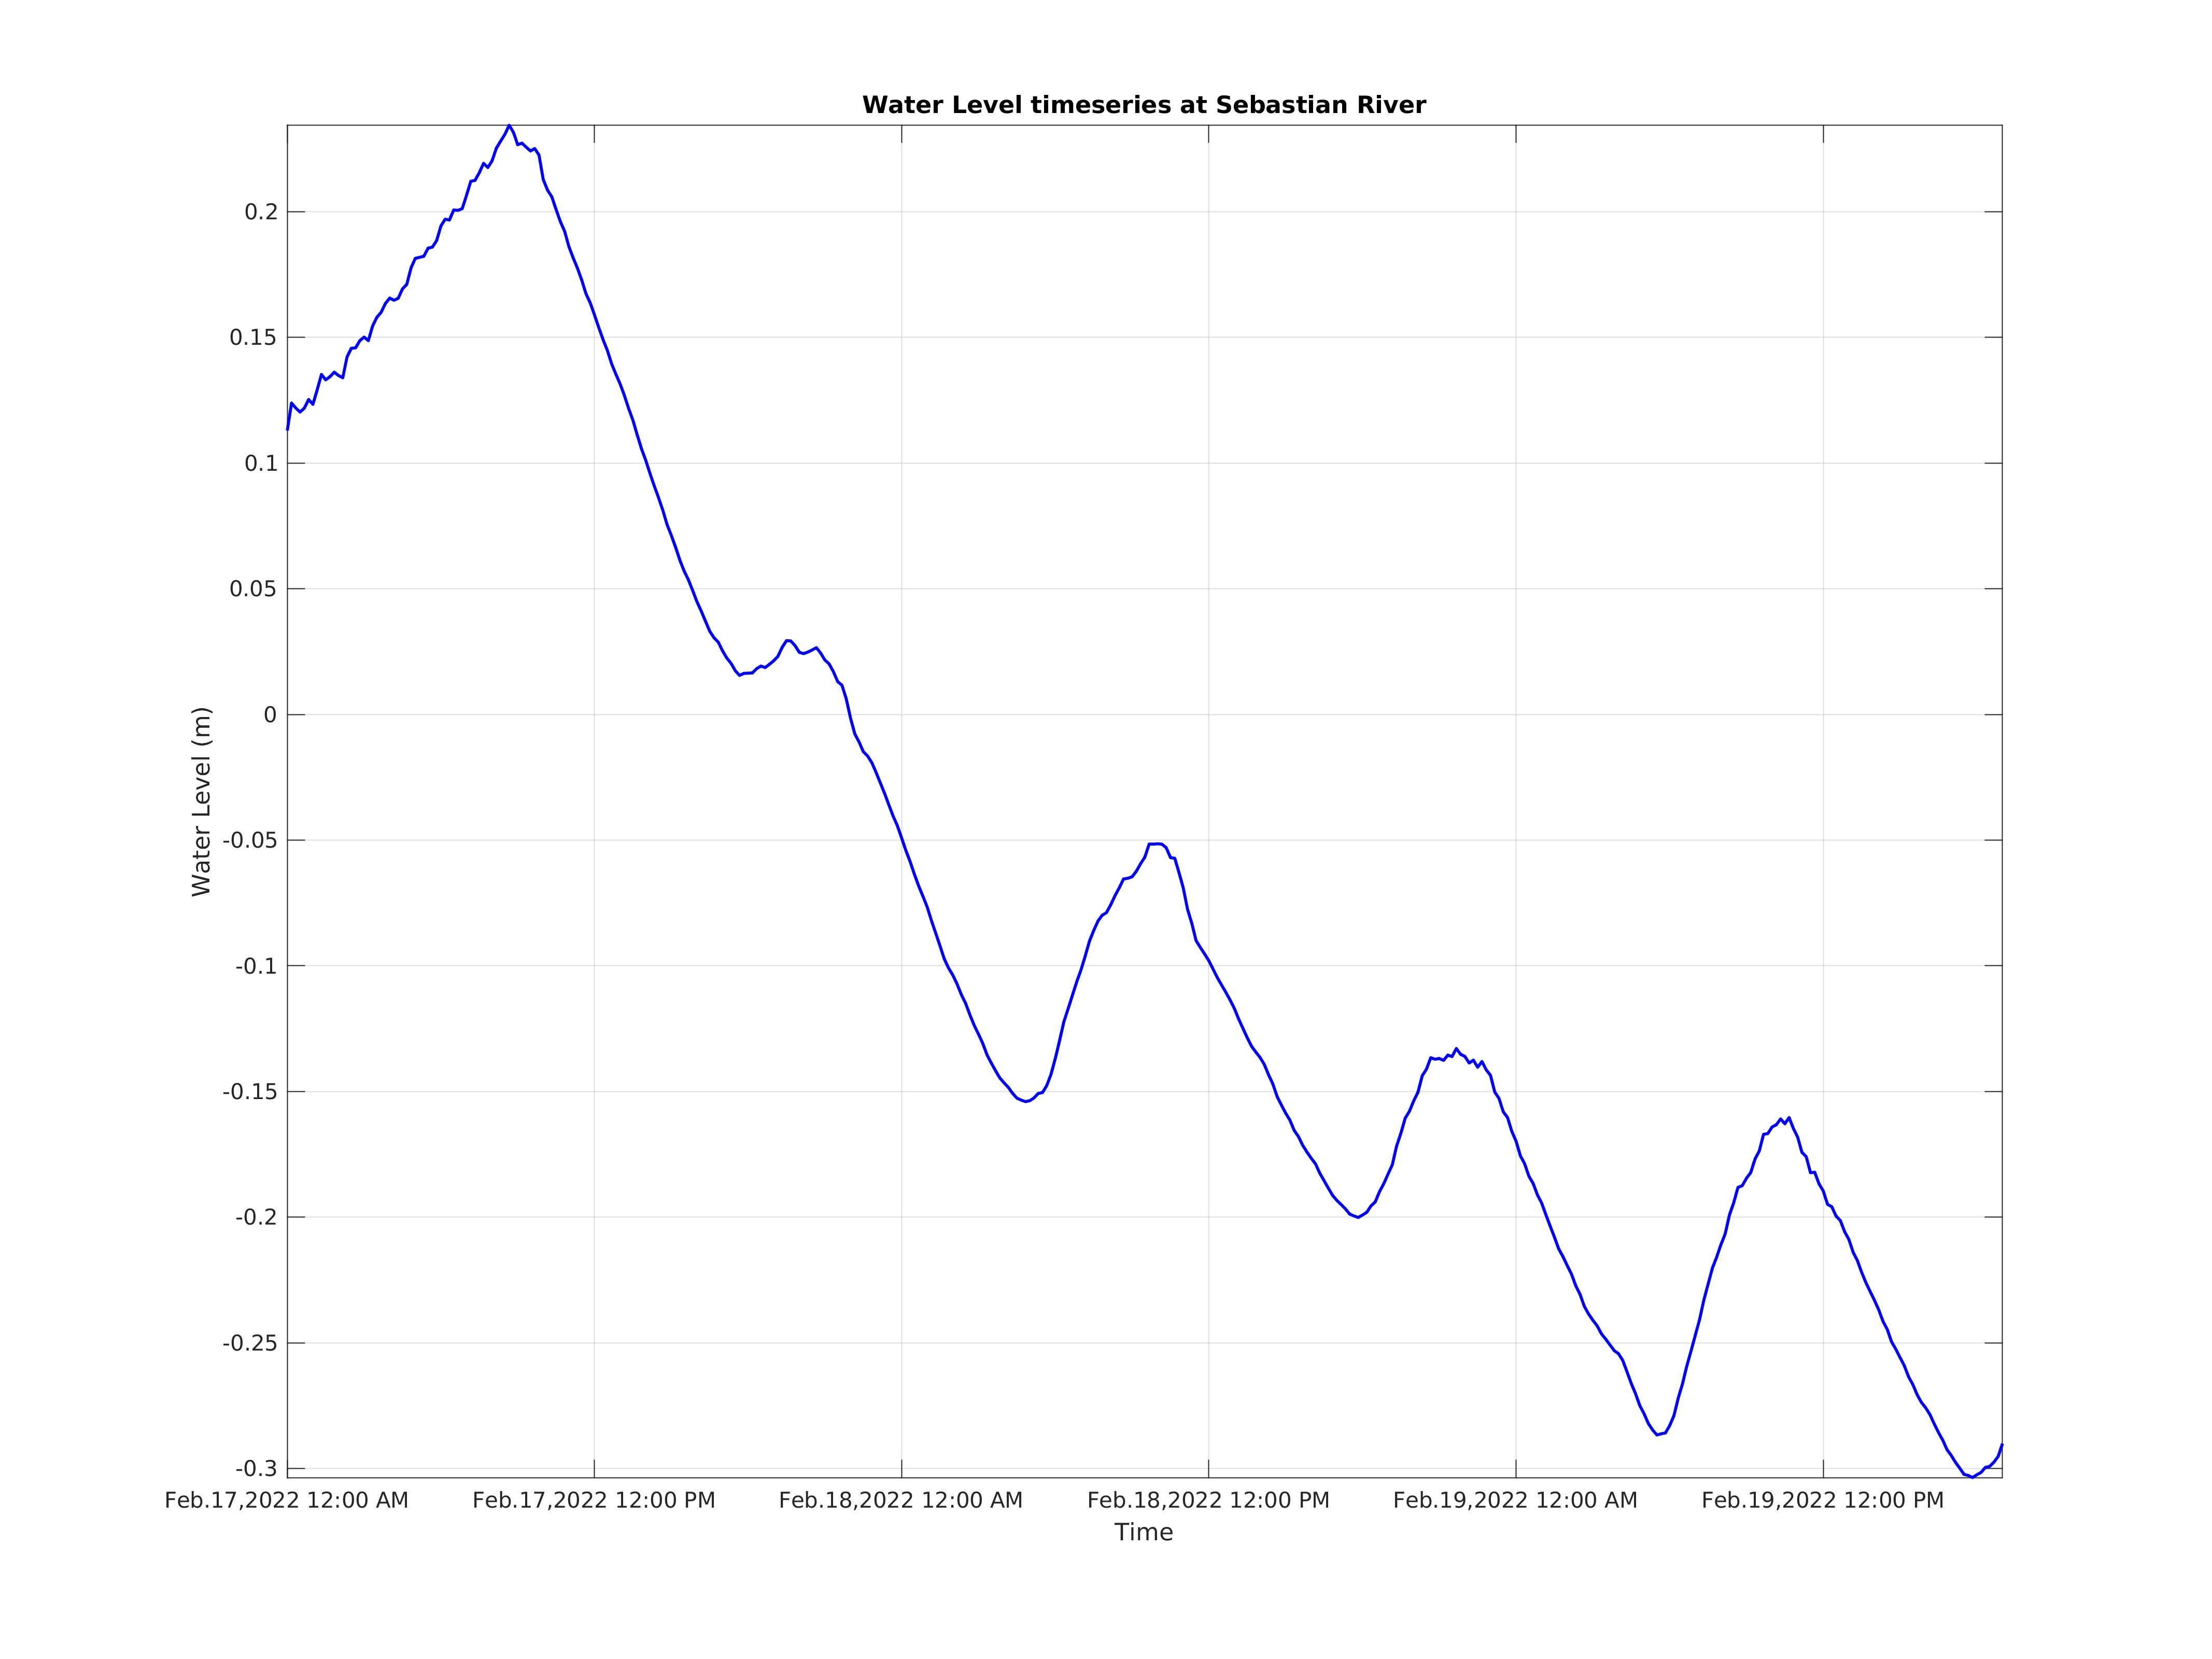 Water Level timeseries at Sebastian River
0.2
0.15
0.1
0.05
0
-0.05
-0.1
-0.15
-0.2
-0.25
-0.3
Water Level (m)
Feb.17,2022 12:00 AM
Feb.17,2022 12:00 PM
Feb.18,2022 12:00 AM
Feb.18,2022 12:00 PM
Feb.19,2022 12:00 AM
Feb.19,2022 12:00 PM
Time